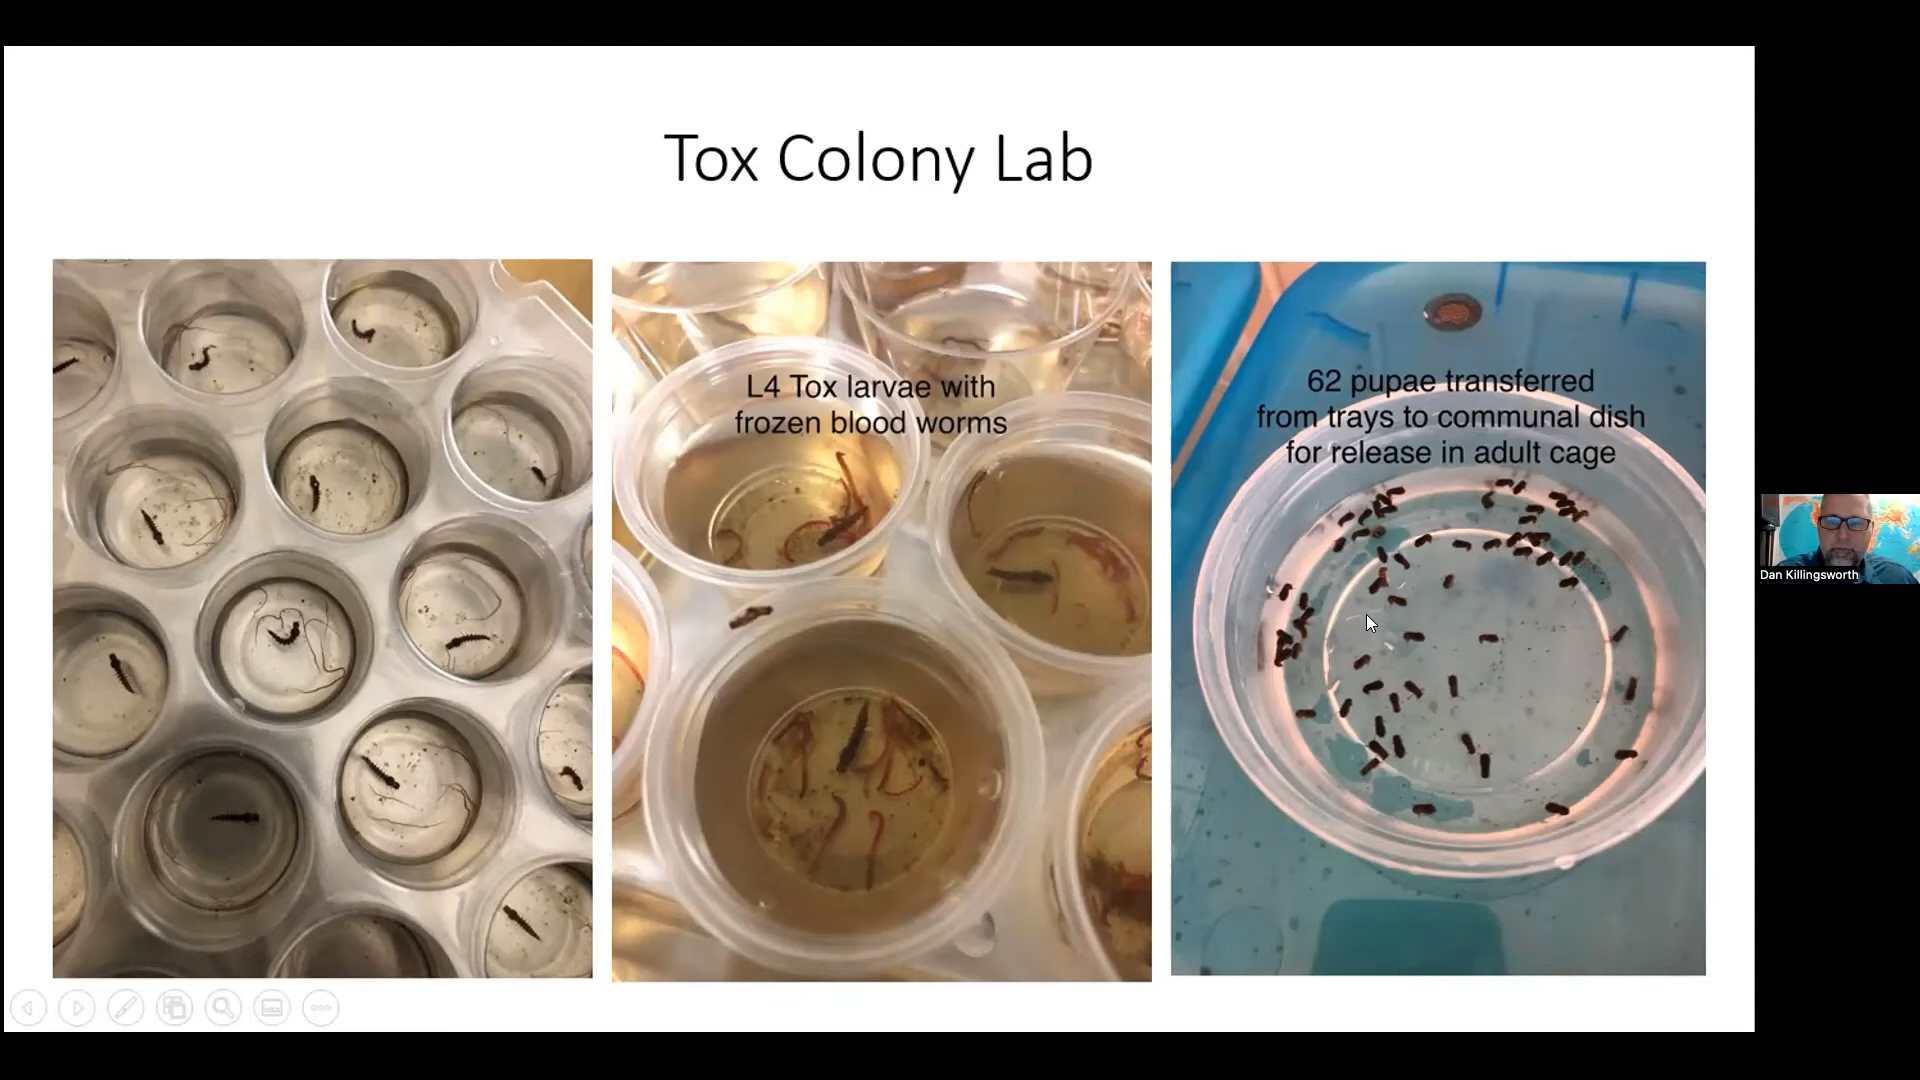 Tox Colony Lab
L4 Tox larvae with
frozen blood worms
62 pupae transferred
from trays to communal dish
for release in adult cage
Dan Killingsworth